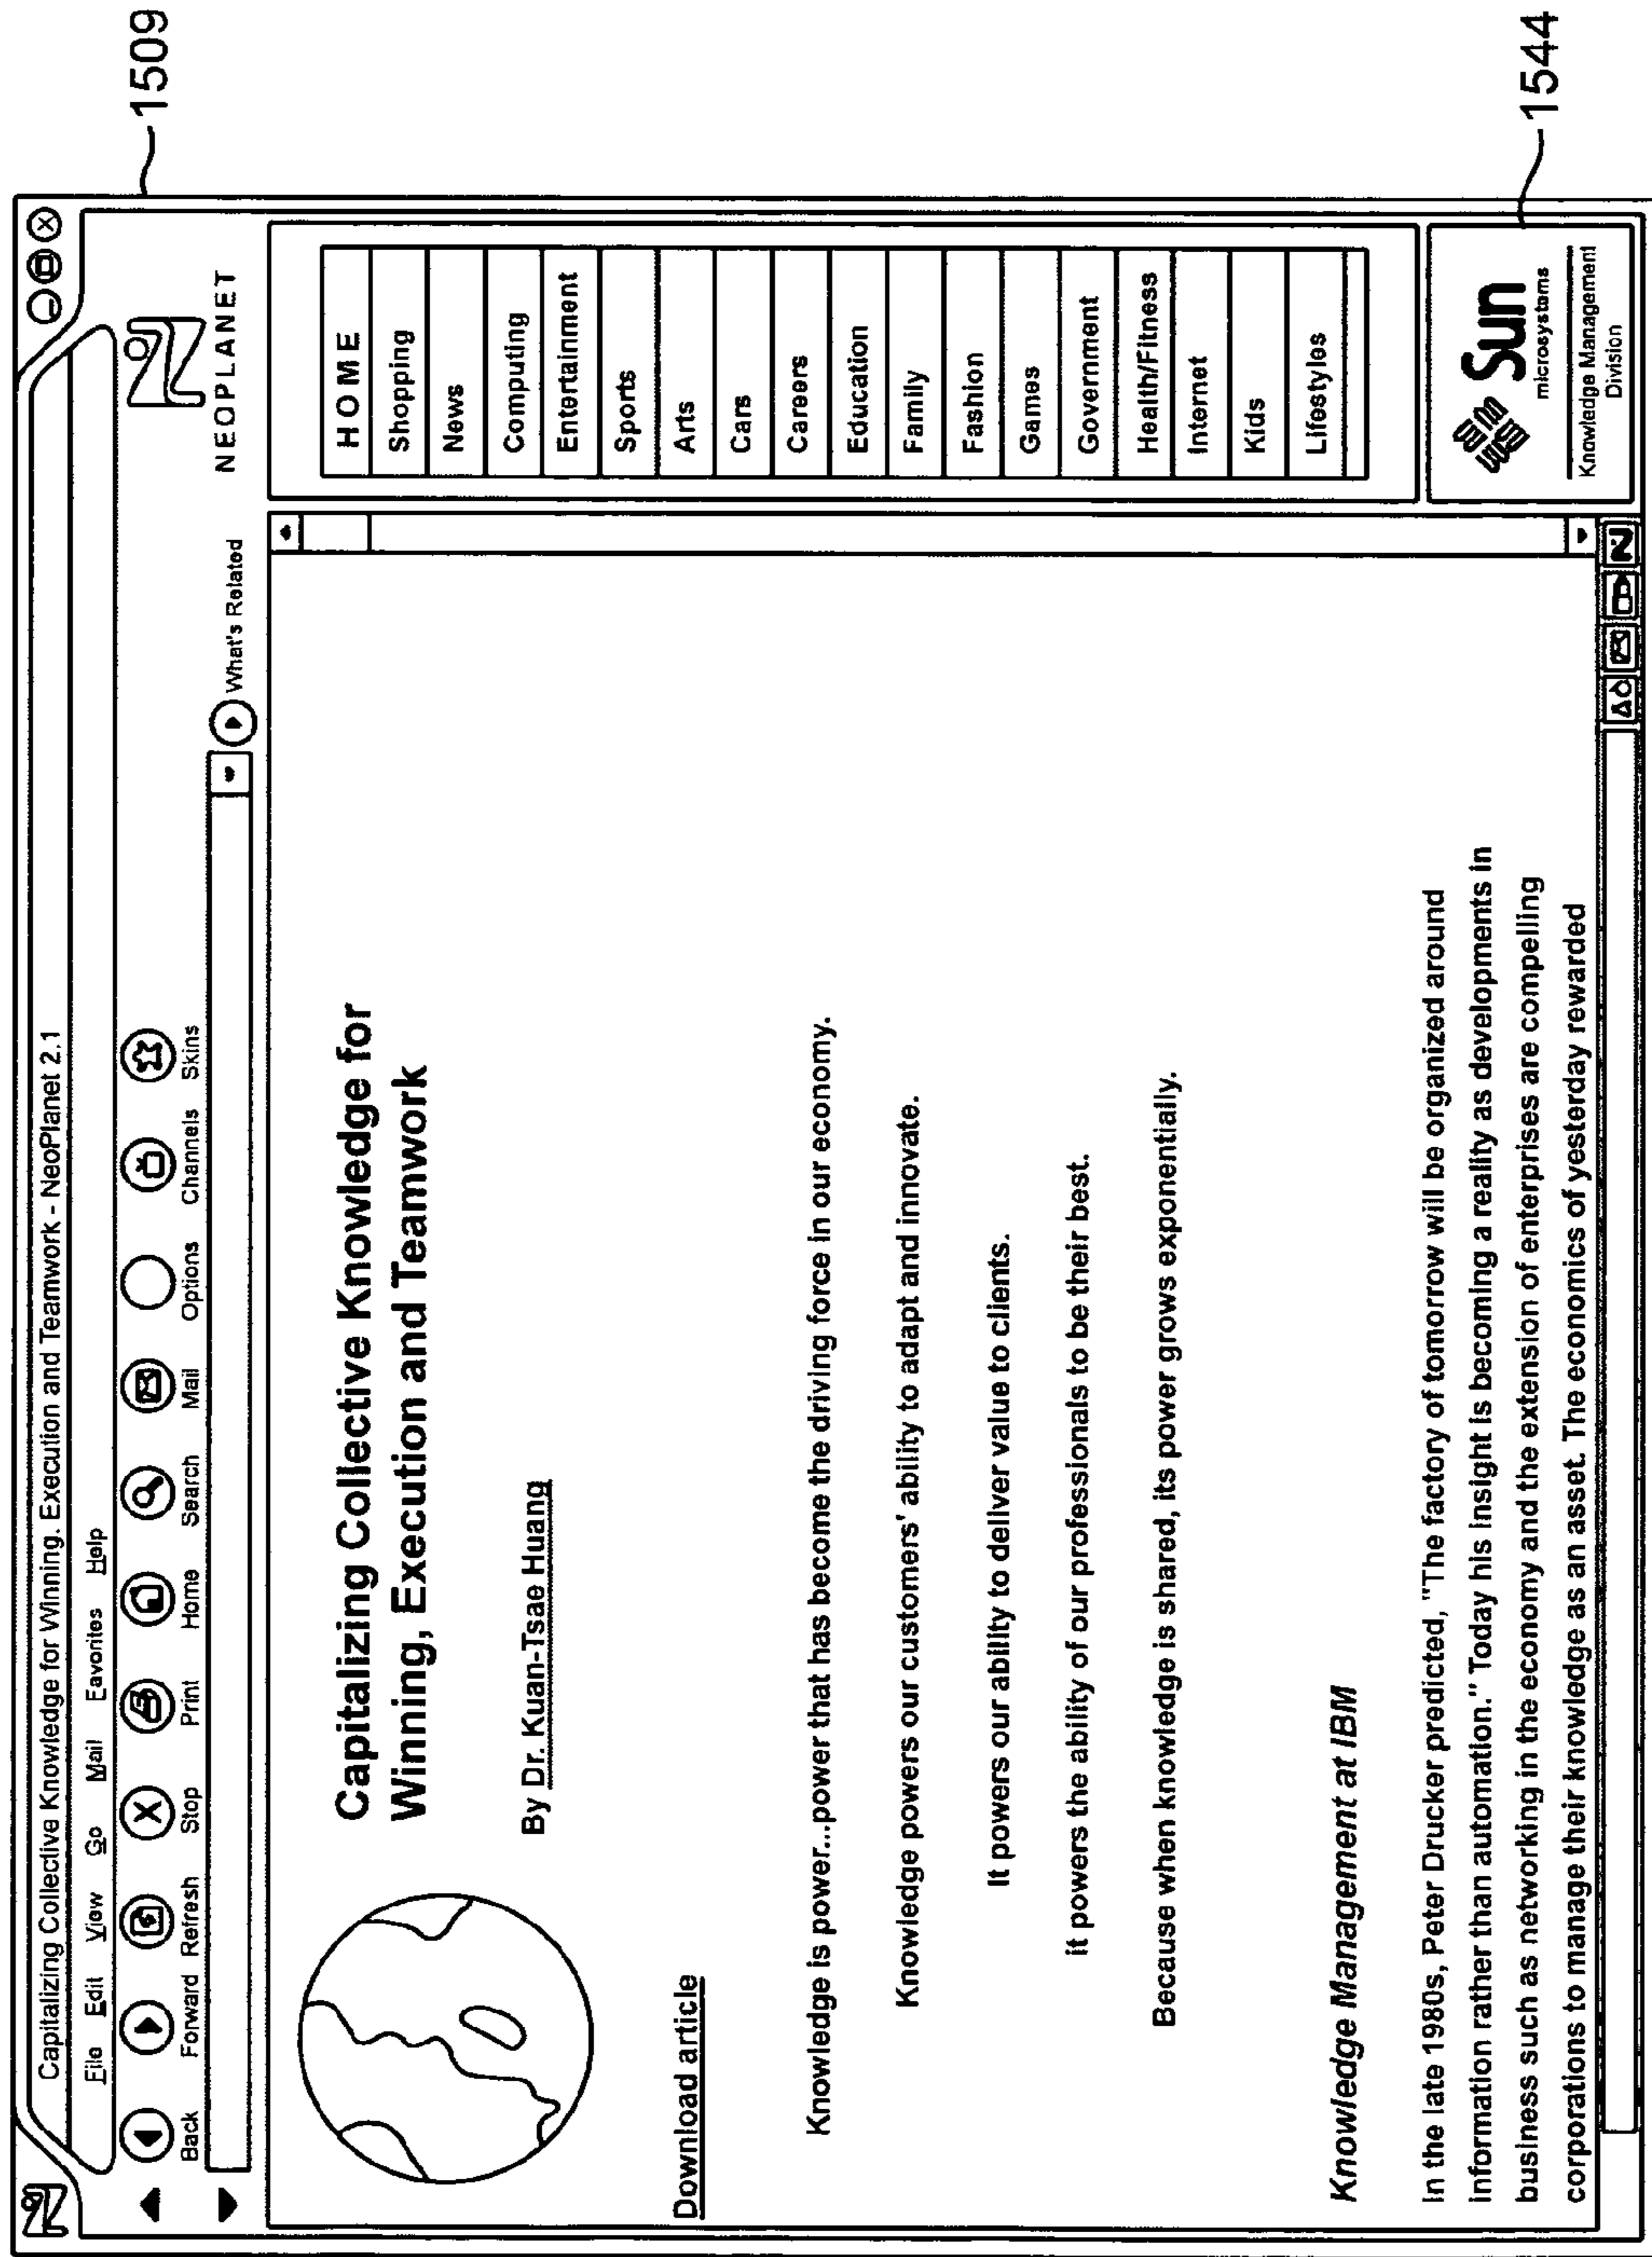 Capitalizing Collective Knowledge for Winning. Execution and Teamwork - NeoPlanet 2.1
File Edit View Go Mail Favorites Help
Back Forward Refresh Stop Print Home Search Mail Options Channels Skins
NEOPLANET
What's Related
Capitalizing Collective Knowledge for
Winning, Execution and Teamwork
By Dr. Kuan-Tsae Huang
Download article
Knowledge is power...power that has become the driving force in our economy.
Knowledge powers our customers' ability to adapt and innovate.
It powers our ability to deliver value to clients.
it powers the ability of our professionals to be their best.
Because when knowledge is shared, its power grows exponentially.
Knowledge Management at IBM
In the late 1980s, Peter Drucker predicted, "The factory of tomorrow will be organized around
information rather than automation." Today his insight is becoming a reality as developments in
business such as networking in the economy and the extension of enterprises are compelling
corporations to manage their knowledge as an asset. The economics of yesterday rewarded
HOME
Shopping
News
Computing
Entertainment
Sports
Arts
Cars
Careers
Education
Family
Fashion
Games
Government
Health/Fitness
Internet
Kids
Lifestyles
Sun
microsystems
Knowledge Management
Division
1509
1544